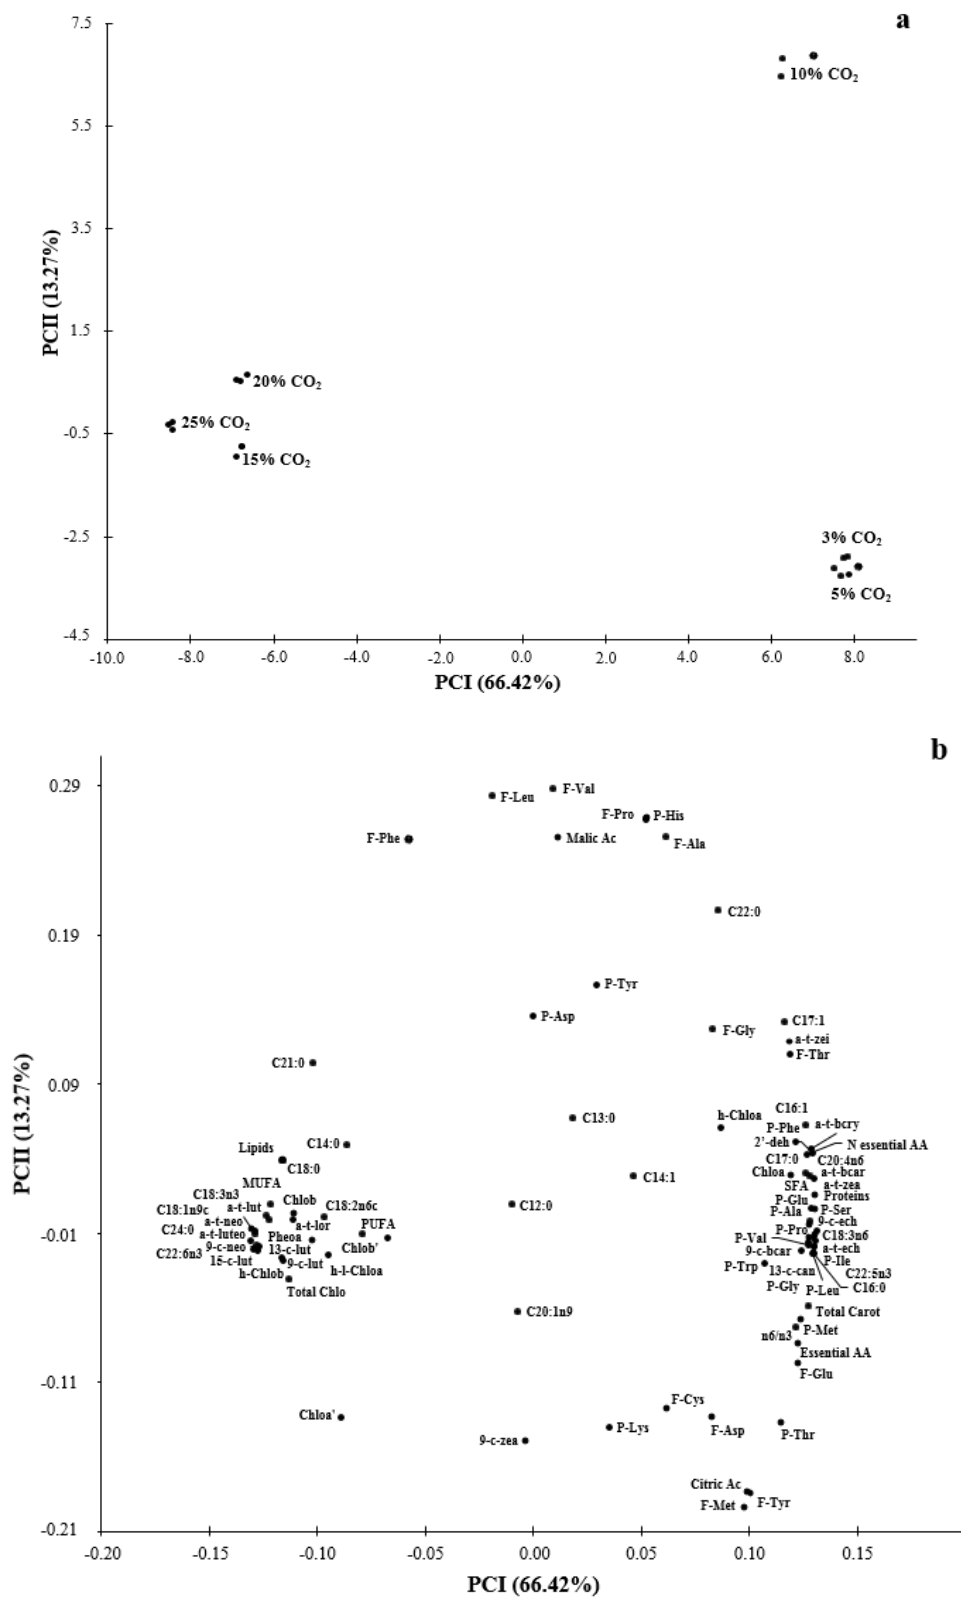 a
7.5
5.5
3.5
1.5
-0.5
-2.5
-4.5
PCII (13.27%)
10% CO₂
20% CO₂
25% CO₂
15% CO₂
3% CO₂
5% CO₂
-10.0 -8.0 -6.0 -4.0 -2.0 0.0 2.0 4.0 6.0 8.0
PCI (66.42%)
b
0.29
0.19
0.09
-0.01
-0.11
-0.21
PCII (13.27%)
F-Val
F-Leu
F-Pro P-His
F-Phe
Malic Ac
F-Ala
C22:0
P-Tyr
P-Asp
C17:1
F-Gly
a-t-zei
F-Thr
C21:0
C16:1
h-Chloa
C13:0
a-t-bcry
P-Phe
2'-deh
N essential AA
C14:0
Lipids
C18:0
C17:0
C20:4n6
Chloa
a-t-bcar
C14:1
MUFA
SFA
a-t-zea
C18:3n3
Chlob
P-Glu
Proteins
C18:1n9c
a-t-lut
C18:2n6c
C12:0
P-Ala
P-Ser
a-t-neo
a-t-lor
9-c-ech
C24:0
a-t-luteo
Pheoa
PUFA
P-Pro
C18:3n6
P-Val
9-c-neo
13-c-lut
Chlob'
a-t-ech
C22:6n3
9-c-bcar
15-c-lut
9-c-lut
P-Ile
h-Chlob
h-l-Chloa
P-Trp
13-c-can
C22:5n3
Total Chlo
P-Gly
P-Leu
C16:0
C20:1n9
Total Carot
n6/n3
P-Met
Essential AA
F-Glu
F-Cys
Chloa'
P-Lys
F-Asp
P-Thr
9-c-zea
Citric Ac
F-Met
F-Tyr
-0.20 -0.15 -0.10 -0.05 0.00 0.05 0.10 0.15
PCI (66.42%)